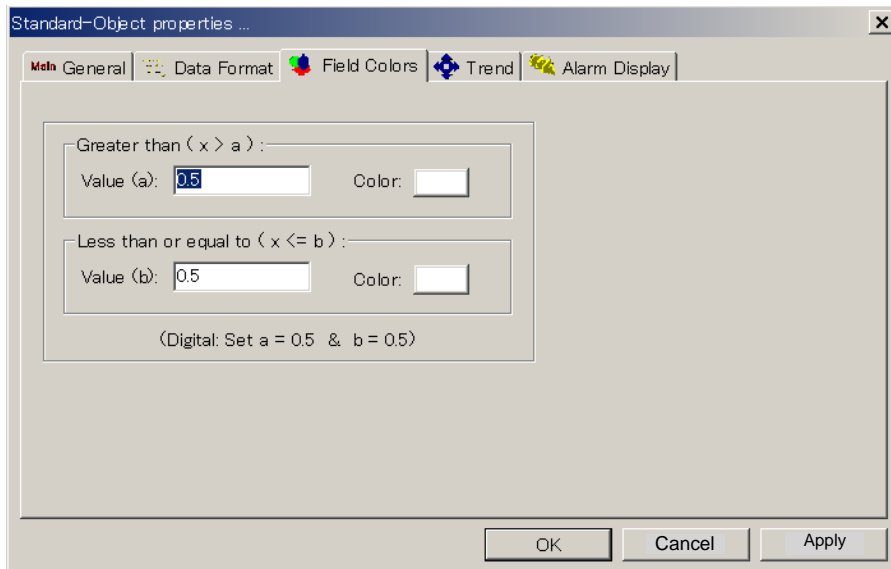 Standard-Object properties ...
Main General Data Format Field Colors Trend Alarm Display
Greater than ( x > a ) :
Value (a): 0.5 Color:
Less than or equal to ( x <= b ) :
Value (b): 0.5 Color:
(Digital: Set a = 0.5 & b = 0.5)
OK Cancel Apply